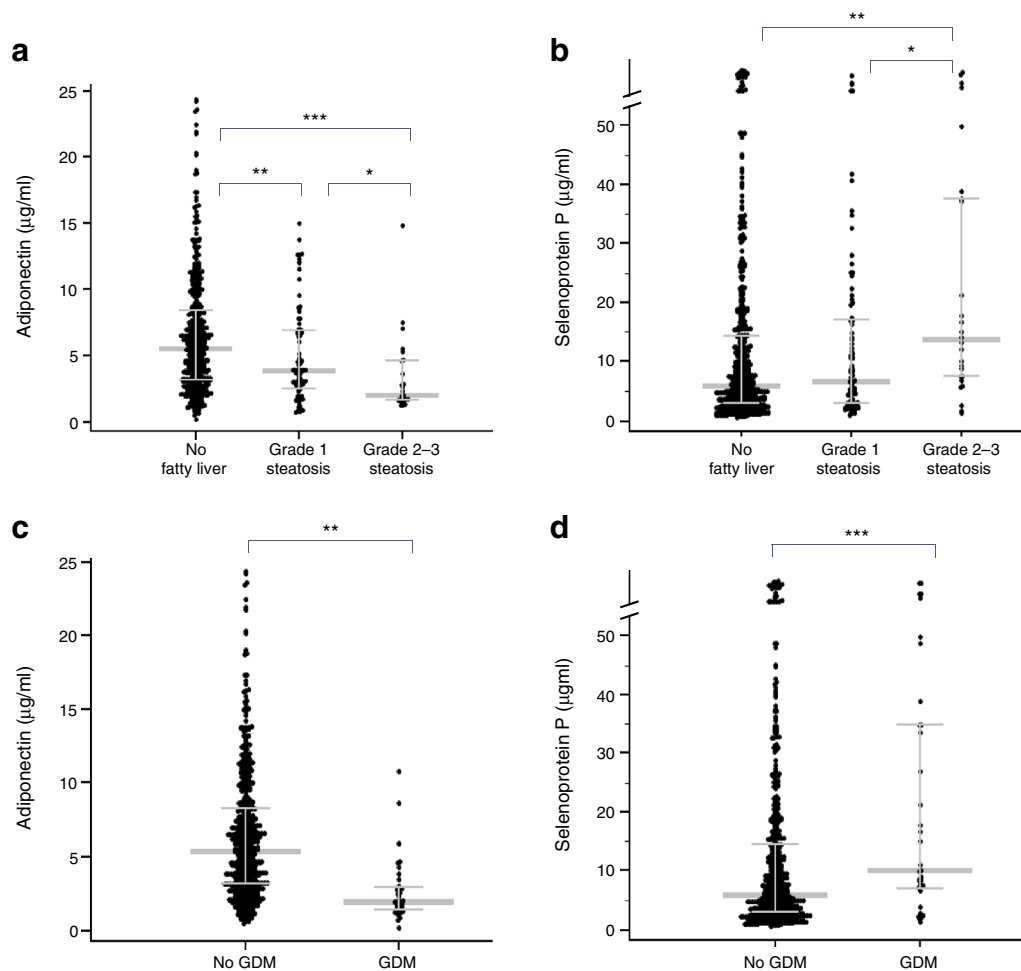 a
25
20
15
10
5
0
Adiponectin (μg/ml)
***
**
*
No
fatty liver
Grade 1
steatosis
Grade 2–3
steatosis
b
50
40
30
20
10
0
Selenoprotein P (μg/ml)
**
*
No
fatty liver
Grade 1
steatosis
Grade 2–3
steatosis
c
25
20
15
10
5
0
Adiponectin (μg/ml)
**
No GDM
GDM
d
50
40
30
20
10
0
Selenoprotein P (μgml)
***
No GDM
GDM